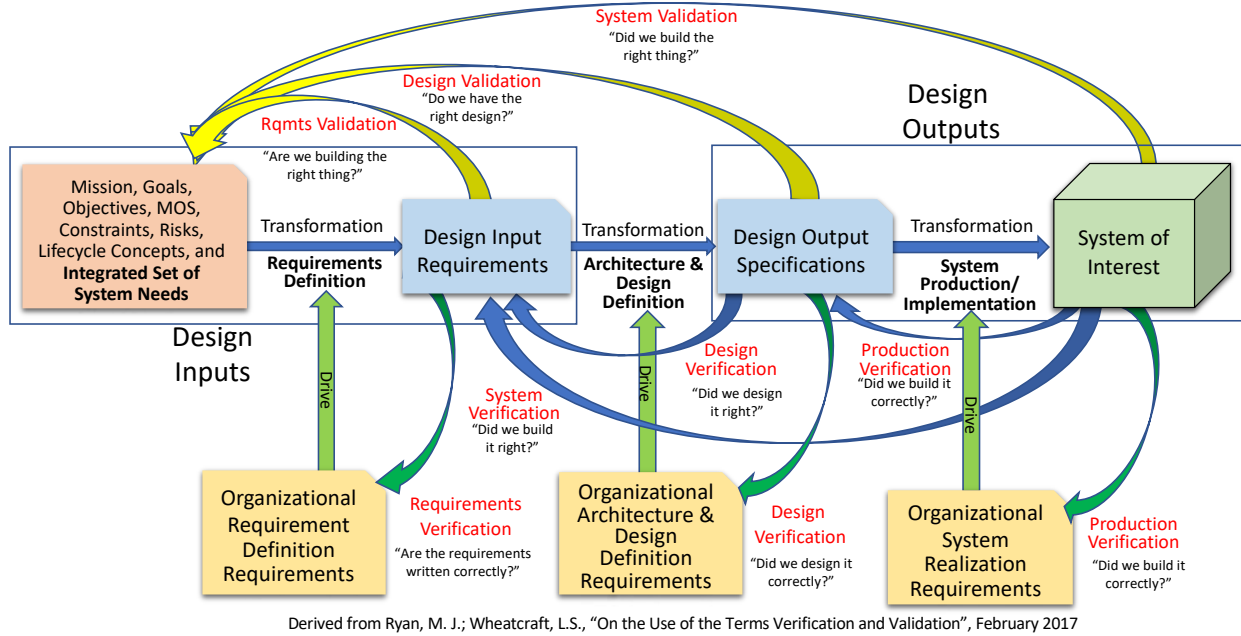 System Validation
“Did we build the
right thing?”
Design Validation
“Do we have the
right design?”
Rqmts Validation
“Are we building the
right thing?”
Design
Outputs
Mission, Goals,
Objectives, MOS,
Constraints, Risks,
Lifecycle Concepts, and
Integrated Set of
System Needs
Transformation
Requirements
Definition
Design Input
Requirements
Transformation
Architecture &
Design
Definition
Design Output
Specifications
Transformation
System
Production/
Implementation
System of
Interest
Design
Inputs
Drive
System
Verification
“Did we build
it right?”
Drive
Design
Verification
“Did we design
it right?”
Production
Verification
“Did we build it
correctly?”
Drive
Organizational
Requirement
Definition
Requirements
Requirements
Verification
“Are the requirements
written correctly?”
Organizational
Architecture &
Design
Definition
Requirements
Design
Verification
“Did we design it
correctly?”
Organizational
System
Realization
Requirements
Production
Verification
“Did we build it
correctly?”
Derived from Ryan, M. J.; Wheatcraft, L.S., “On the Use of the Terms Verification and Validation”, February 2017